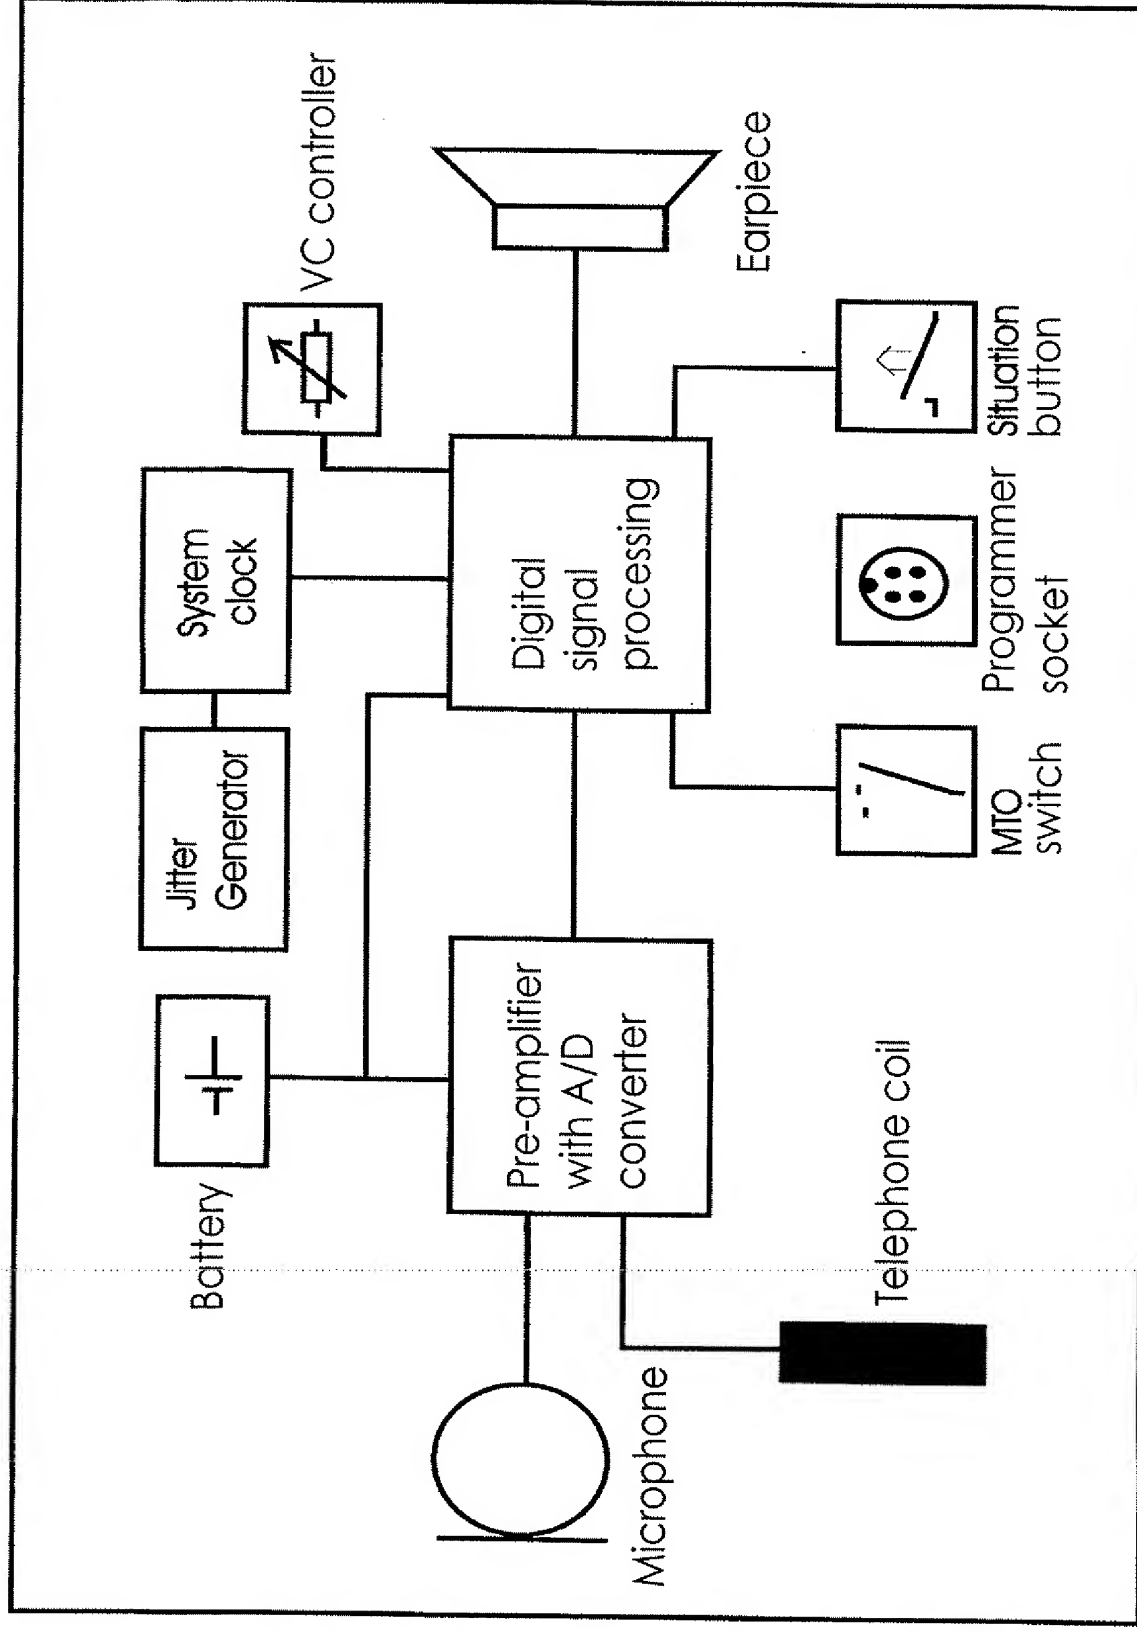 Battery
Jitter
Generator
System
clock
VC controller
Microphone
Pre-amplifier
with A/D
converter
Digital
signal
processing
Earpiece
Telephone coil
MTO
switch
Programmer
socket
Situation
button